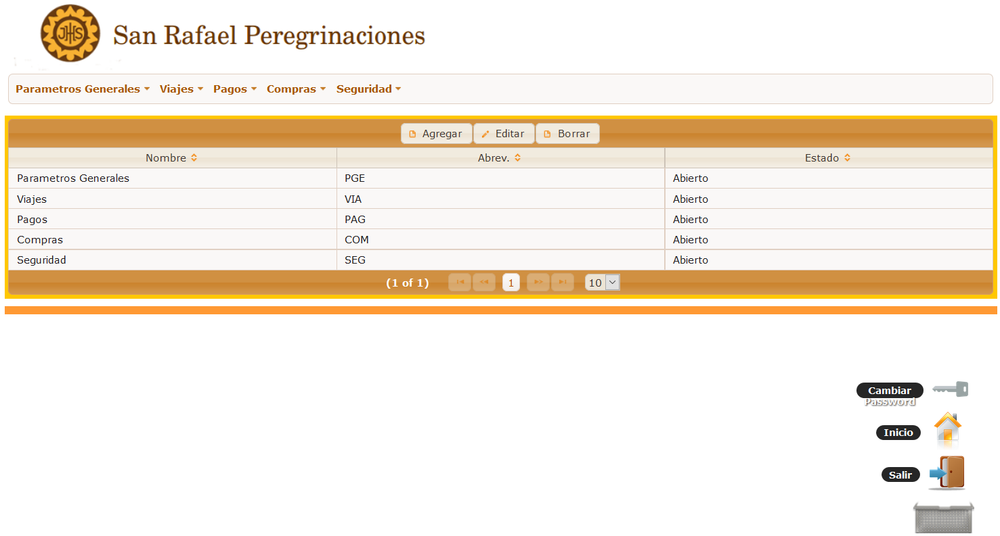 JHS
San Rafael Peregrinaciones
Parametros Generales Viajes Pagos Compras Seguridad
Agregar Editar Borrar
Nombre Abrev. Estado
Parametros Generales PGE Abierto
Viajes VIA Abierto
Pagos PAG Abierto
Compras COM Abierto
Seguridad SEG Abierto
(1 of 1) 1 10
Cambiar
Password
Inicio
Salir